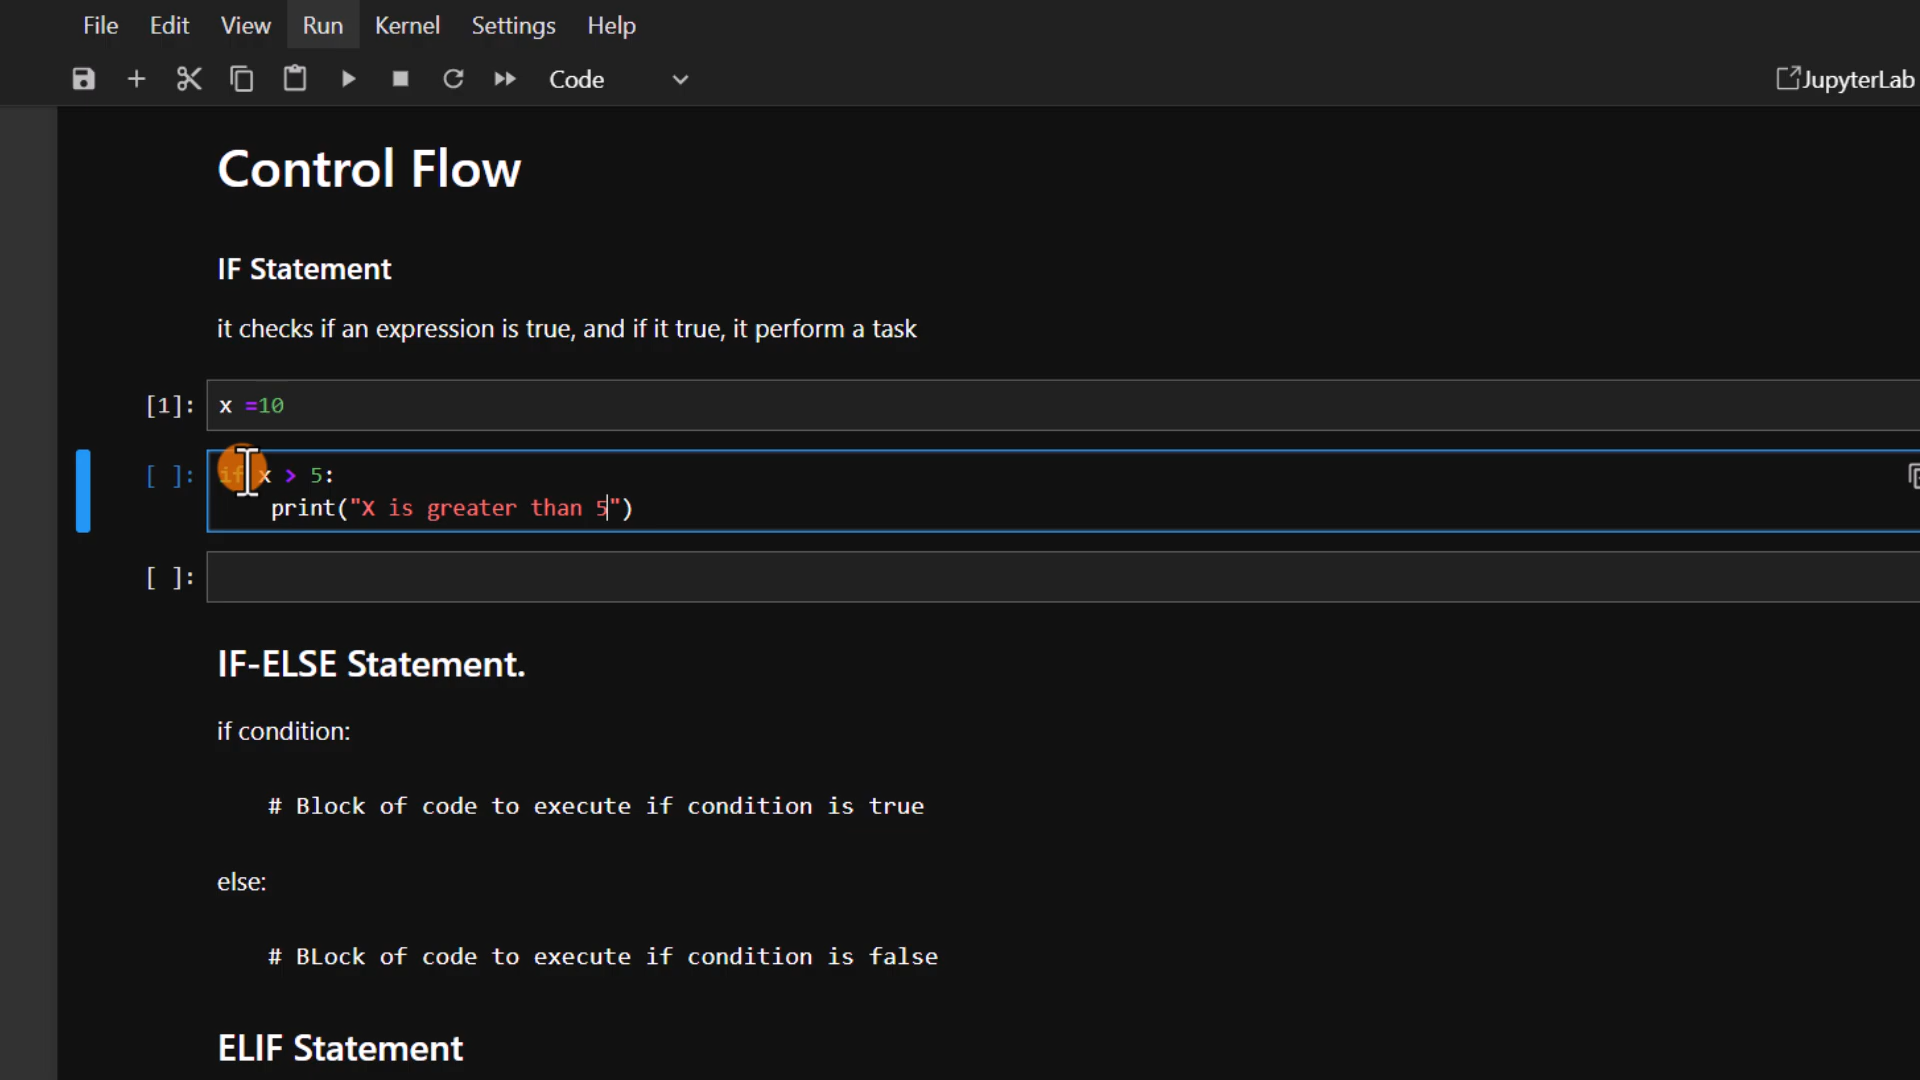 File Edit View Run Kernel Settings Help
Code JupyterLab
Control Flow
IF Statement
it checks if an expression is true, and if it true, it perform a task
[1]: x =10
[ ]: if x > 5:
print("X is greater than 5")
[ ]:
IF-ELSE Statement.
if condition:
# Block of code to execute if condition is true
else:
# BLock of code to execute if condition is false
ELIF Statement